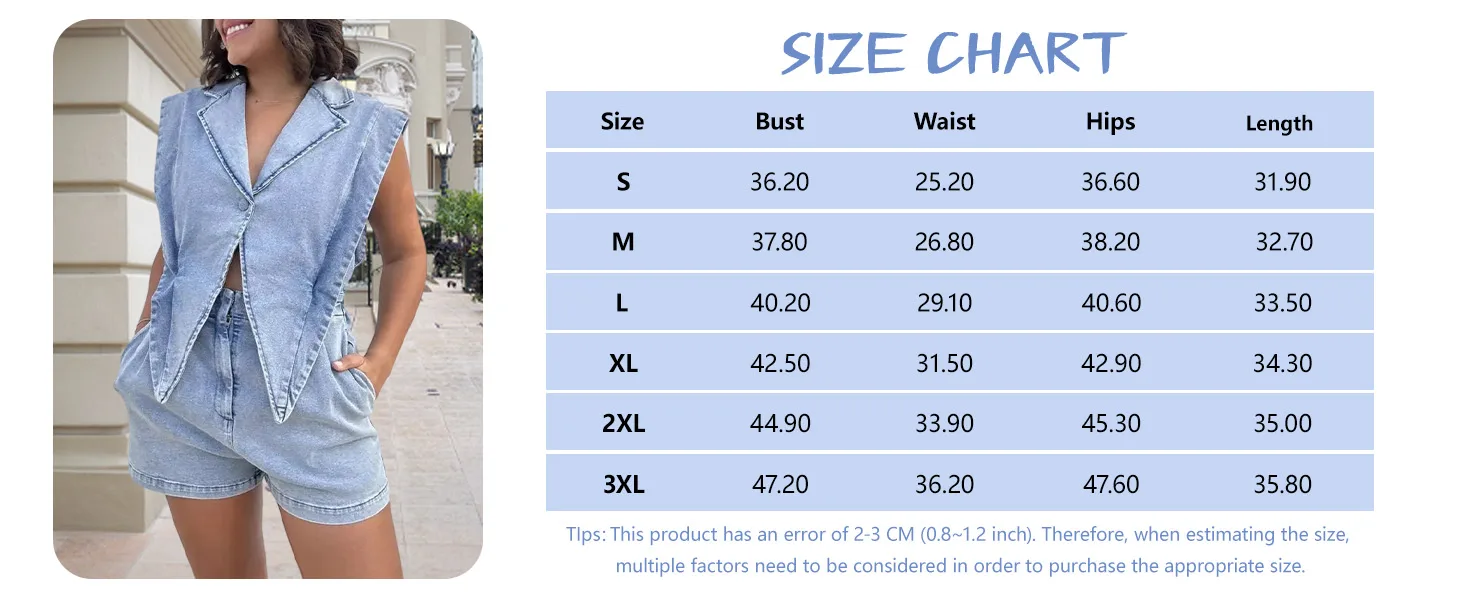 SIZE CHART
Size Bust Waist Hips Length
S 36.20 25.20 36.60 31.90
M 37.80 26.80 38.20 32.70
L 40.20 29.10 40.60 33.50
XL 42.50 31.50 42.90 34.30
2XL 44.90 33.90 45.30 35.00
3XL 47.20 36.20 47.60 35.80
TIps: This product has an error of 2-3 CM (0.8~1.2 inch). Therefore, when estimating the size,
multiple factors need to be considered in order to purchase the appropriate size.